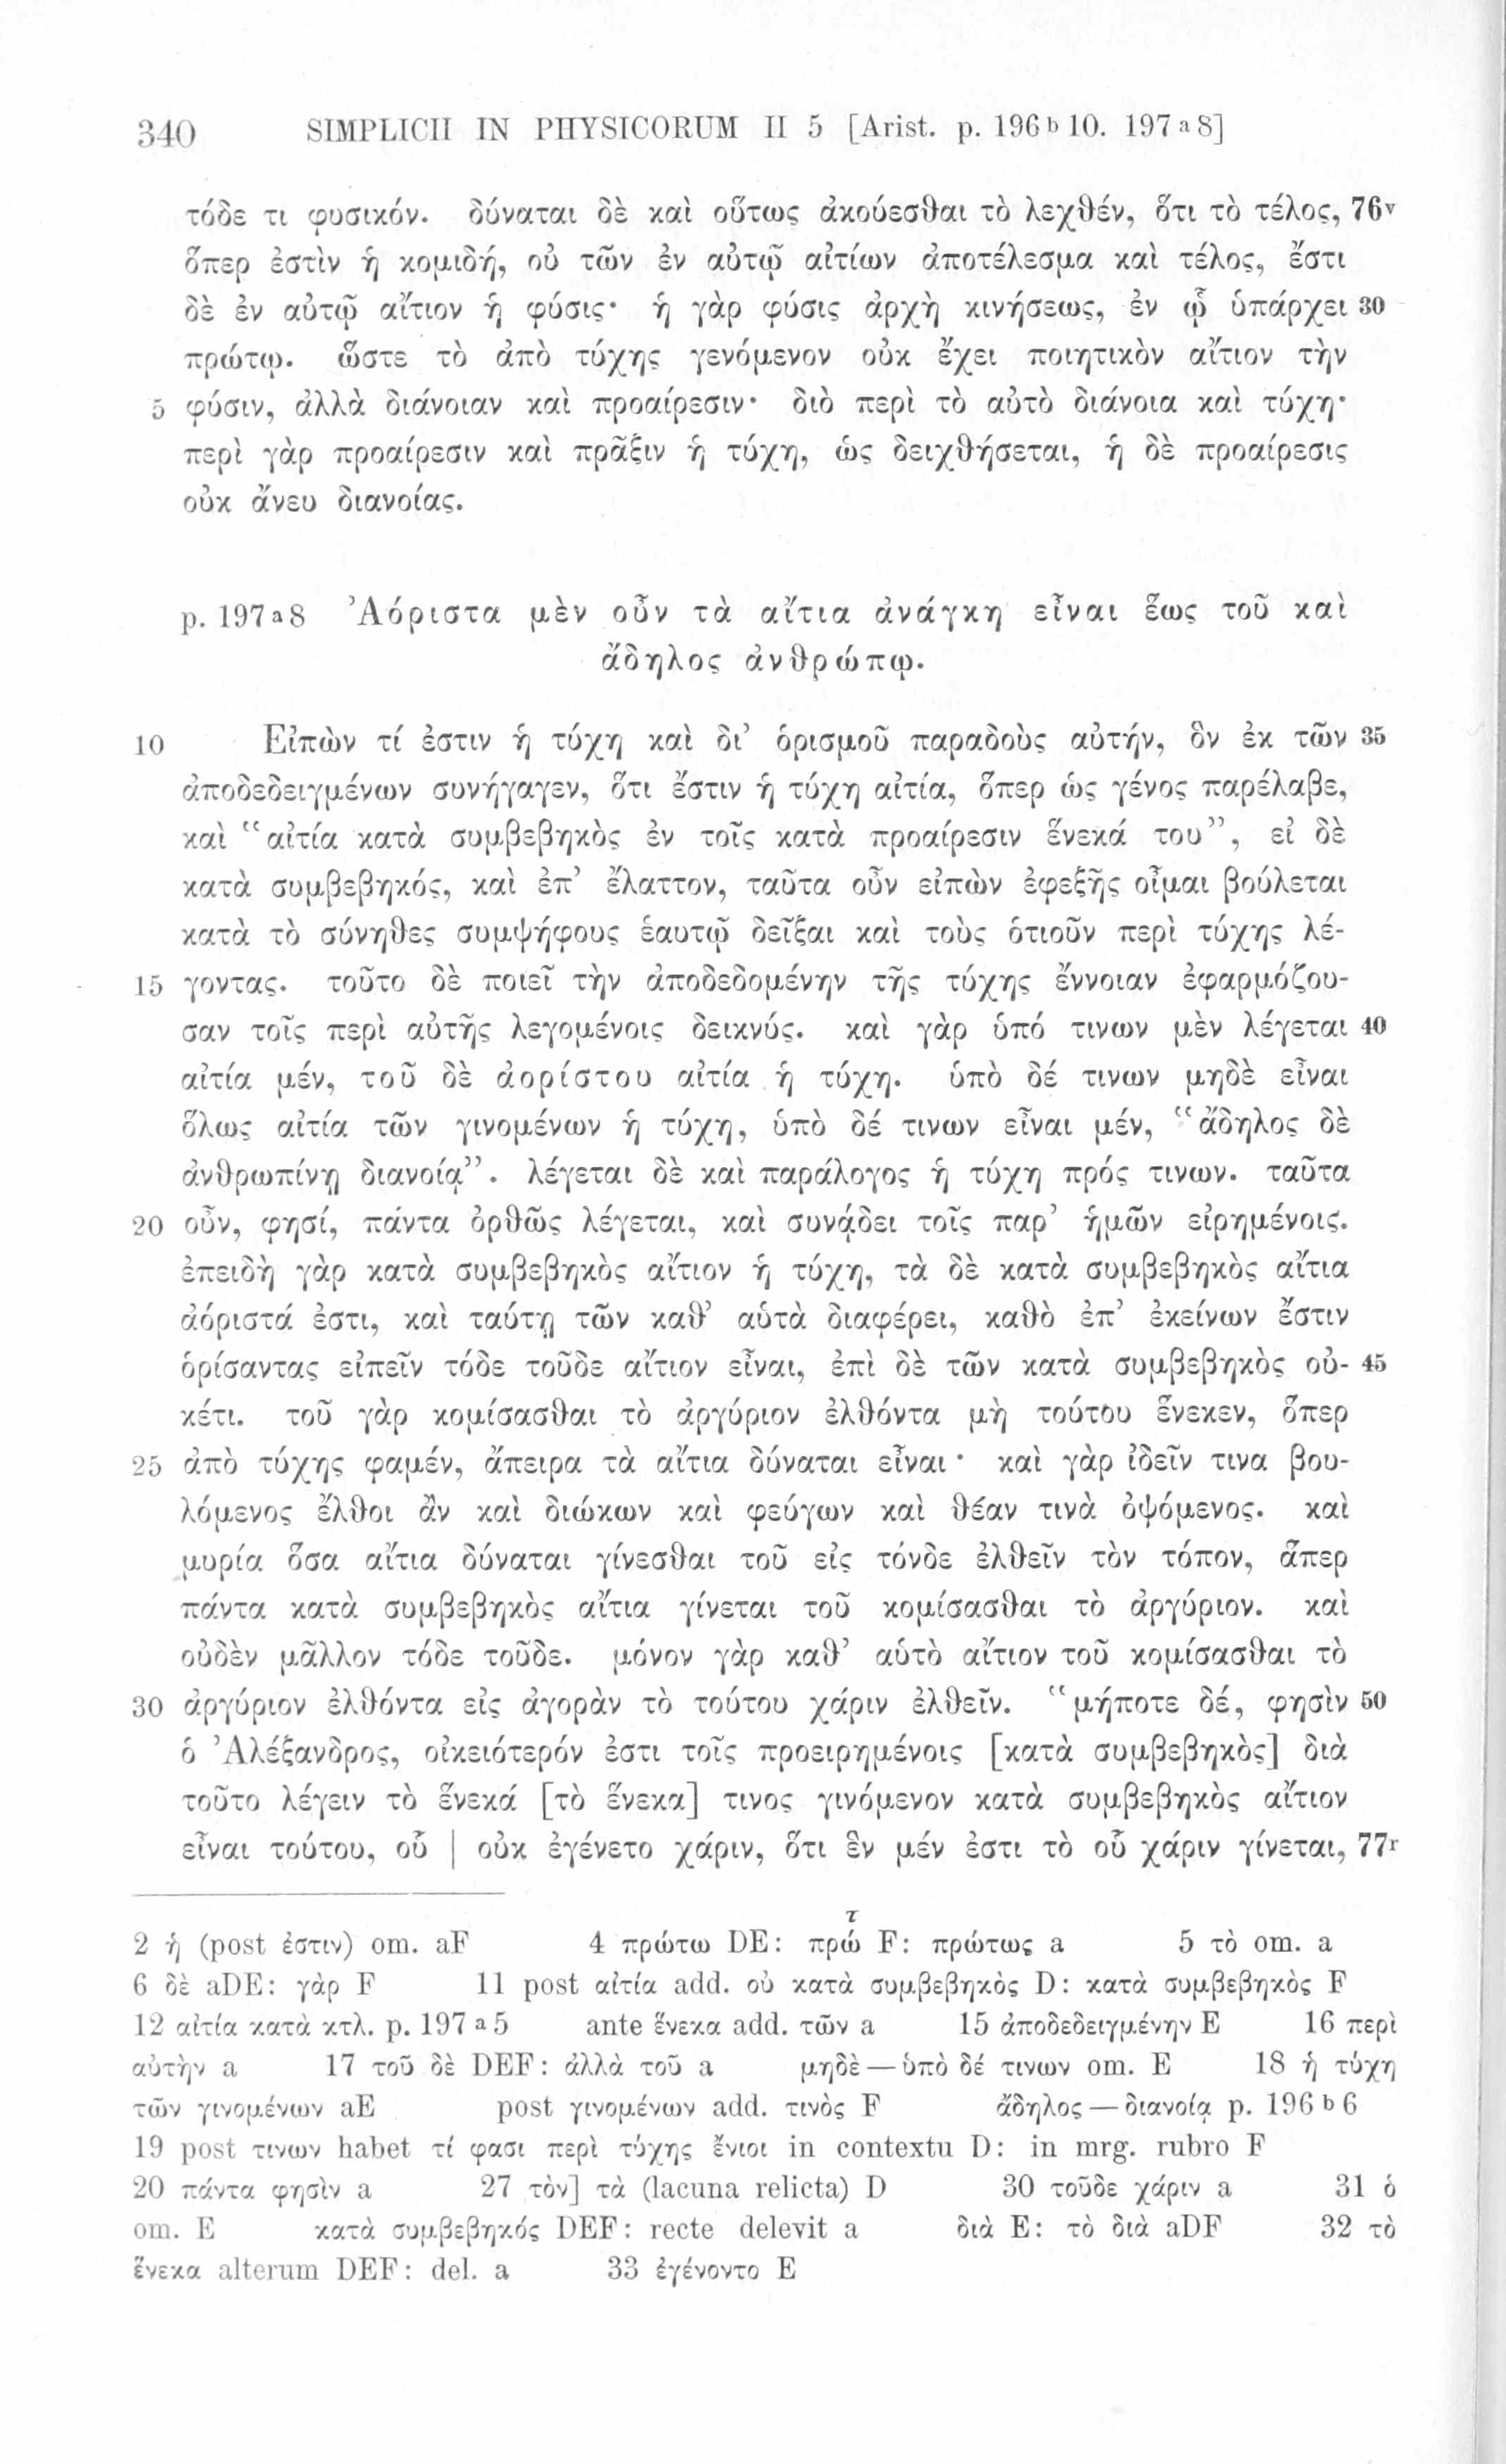 340 SIMPLICII IN PHYSICORUM II 5 [Arist. p. 196 b 10. 197 a 8]
τόδε τι φυσικόν. δύναται δὲ καὶ οὕτως ἀκούεσθαι τὸ λεχθέν, ὅτι τὸ τέλος, 76v
ὅπερ ἐστὶν ἡ κομιδή, οὐ τῶν ἐν αὐτῷ αἰτίων ἀποτέλεσμα καὶ τέλος, ἔστι
δὲ ἐν αὐτῷ αἴτιον ἡ φύσις· ἡ γὰρ φύσις ἀρχὴ κινήσεως, ἐν ᾧ ὑπάρχει 30
πρώτῳ. ὥστε τὸ ἀπὸ τύχης γενόμενον οὐκ ἔχει ποιητικὸν αἴτιον τὴν
5 φύσιν, ἀλλὰ διάνοιαν καὶ προαίρεσιν· διὸ περὶ τὸ αὐτὸ διάνοια καὶ τύχη·
περὶ γὰρ προαίρεσιν καὶ πρᾶξιν ἡ τύχη, ὡς δειχθήσεται, ἡ δὲ προαίρεσις
οὐκ ἄνευ διανοίας.
p. 197 a 8 Ἀόριστα μὲν οὖν τὰ αἴτια ἀνάγκη εἶναι ἕως τοῦ καὶ
ἄδηλος ἀνθρώπῳ.
10 Εἰπὼν τί ἐστιν ἡ τύχη καὶ δι’ ὁρισμοῦ παραδοὺς αὐτήν, ὃν ἐκ τῶν 35
ἀποδεδειγμένων συνήγαγεν, ὅτι ἔστιν ἡ τύχη αἰτία, ὅπερ ὡς γένος παρέλαβε,
καὶ “αἰτία κατὰ συμβεβηκὸς ἐν τοῖς κατὰ προαίρεσιν ἕνεκά του”, εἰ δὲ
κατὰ συμβεβηκός, καὶ ἐπ’ ἔλαττον, ταῦτα οὖν εἰπὼν ἐφεξῆς οἶμαι βούλεται
κατὰ τὸ σύνηθες συμψήφους ἑαυτῷ δεῖξαι καὶ τοὺς ὁτιοῦν περὶ τύχης λέ-
15 γοντας. τοῦτο δὲ ποιεῖ τὴν ἀποδεδομένην τῆς τύχης ἔννοιαν ἐφαρμόζου-
σαν τοῖς περὶ αὐτῆς λεγομένοις δεικνύς. καὶ γὰρ ὑπό τινων μὲν λέγεται 40
αἰτία μέν, τοῦ δὲ ἀορίστου αἰτία ἡ τύχη. ὑπὸ δέ τινων μηδὲ εἶναι
ὅλως αἰτία τῶν γινομένων ἡ τύχη, ὑπὸ δέ τινων εἶναι μέν, “ἄδηλος δὲ
ἀνθρωπίνῃ διανοίᾳ”. λέγεται δὲ καὶ παράλογος ἡ τύχη πρός τινων. ταῦτα
20 οὖν, φησί, πάντα ὀρθῶς λέγεται, καὶ συνᾴδει τοῖς παρ’ ἡμῶν εἰρημένοις.
ἐπειδὴ γὰρ κατὰ συμβεβηκὸς αἴτιον ἡ τύχη, τὰ δὲ κατὰ συμβεβηκὸς αἴτια
ἀόριστά ἐστι, καὶ ταύτῃ τῶν καθ’ αὑτὰ διαφέρει, καθὸ ἐπ’ ἐκείνων ἔστιν
ὁρίσαντας εἰπεῖν τόδε τοῦδε αἴτιον εἶναι, ἐπὶ δὲ τῶν κατὰ συμβεβηκὸς οὐ- 45
κέτι. τοῦ γὰρ κομίσασθαι τὸ ἀργύριον ἐλθόντα μὴ τούτου ἕνεκεν, ὅπερ
25 ἀπὸ τύχης φαμέν, ἄπειρα τὰ αἴτια δύναται εἶναι· καὶ γὰρ ἰδεῖν τινα βου-
λόμενος ἔλθοι ἂν καὶ διώκων καὶ φεύγων καὶ θέαν τινὰ ὀψόμενος. καὶ
μυρία ὅσα αἴτια δύναται γίνεσθαι τοῦ εἰς τόνδε ἐλθεῖν τὸν τόπον, ἅπερ
πάντα κατὰ συμβεβηκὸς αἴτια γίνεται τοῦ κομίσασθαι τὸ ἀργύριον. καὶ
οὐδὲν μᾶλλον τόδε τοῦδε. μόνον γὰρ καθ’ αὑτὸ αἴτιον τοῦ κομίσασθαι τὸ
30 ἀργύριον ἐλθόντα εἰς ἀγορὰν τὸ τούτου χάριν ἐλθεῖν. “μήποτε δέ, φησὶν 50
ὁ Ἀλέξανδρος, οἰκειότερόν ἐστι τοῖς προειρημένοις [κατὰ συμβεβηκὸς] διὰ
τοῦτο λέγειν τὸ ἕνεκά [τὸ ἕνεκα] τινος γινόμενον κατὰ συμβεβηκὸς αἴτιον
εἶναι τούτου, οὗ | οὐκ ἐγένετο χάριν, ὅτι ἓν μέν ἐστι τὸ οὗ χάριν γίνεται, 77r
2 ἡ (post ἐστιν) om. aF 4 πρώτω DE: πρώτ F: πρώτως a 5 τὸ om. a
6 δὲ aDE: γὰρ F 11 post αἰτία add. οὐ κατὰ συμβεβηκὸς D: κατὰ συμβεβηκὸς F
12 αἰτία κατὰ κτλ. p. 197 a 5 ante ἕνεκα add. τῶν a 15 ἀποδεδειγμένην E 16 περὶ
αὐτὴν a 17 τοῦ δὲ DEF: ἀλλὰ τοῦ a μηδὲ — ὑπὸ δέ τινων om. E 18 ἡ τύχη
τῶν γινομένων aE post γινομένων add. τινὸς F ἄδηλος — διανοίᾳ p. 196 b 6
19 post τινων habet τί φασι περὶ τύχης ἔνιοι in contextu D: in mrg. rubro F
20 πάντα φησὶν a 27 τὸν] τὰ (lacuna relicta) D 30 τοῦδε χάριν a 31 ὁ
om. E κατὰ συμβεβηκός DEF: recte delevit a διὰ E: τὸ διὰ aDF 32 τὸ
ἕνεκα alterum DEF: del. a 33 ἐγένοντο E